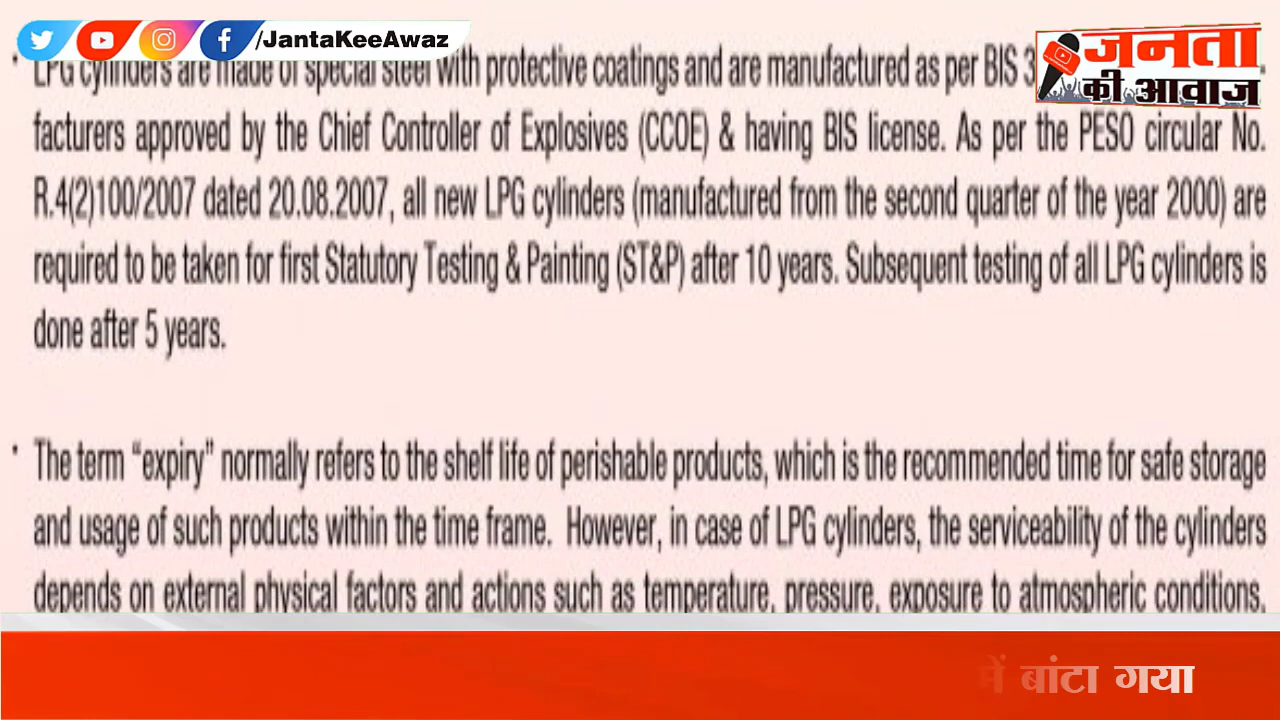 /JantaKeeAwaz
जनता
की आवाज
LPG cylinders are made of special steel with protective coatings and are manufactured as per BIS 3
facturers approved by the Chief Controller of Explosives (CCOE) & having BIS license. As per the PESO circular No.
R.4(2)100/2007 dated 20.08.2007, all new LPG cylinders (manufactured from the second quarter of the year 2000) are
required to be taken for first Statutory Testing & Painting (ST&P) after 10 years. Subsequent testing of all LPG cylinders is
done after 5 years.
The term “expiry” normally refers to the shelf life of perishable products, which is the recommended time for safe storage
and usage of such products within the time frame. However, in case of LPG cylinders, the serviceability of the cylinders
depends on external physical factors and actions such as temperature, pressure, exposure to atmospheric conditions,
में बांटा गया